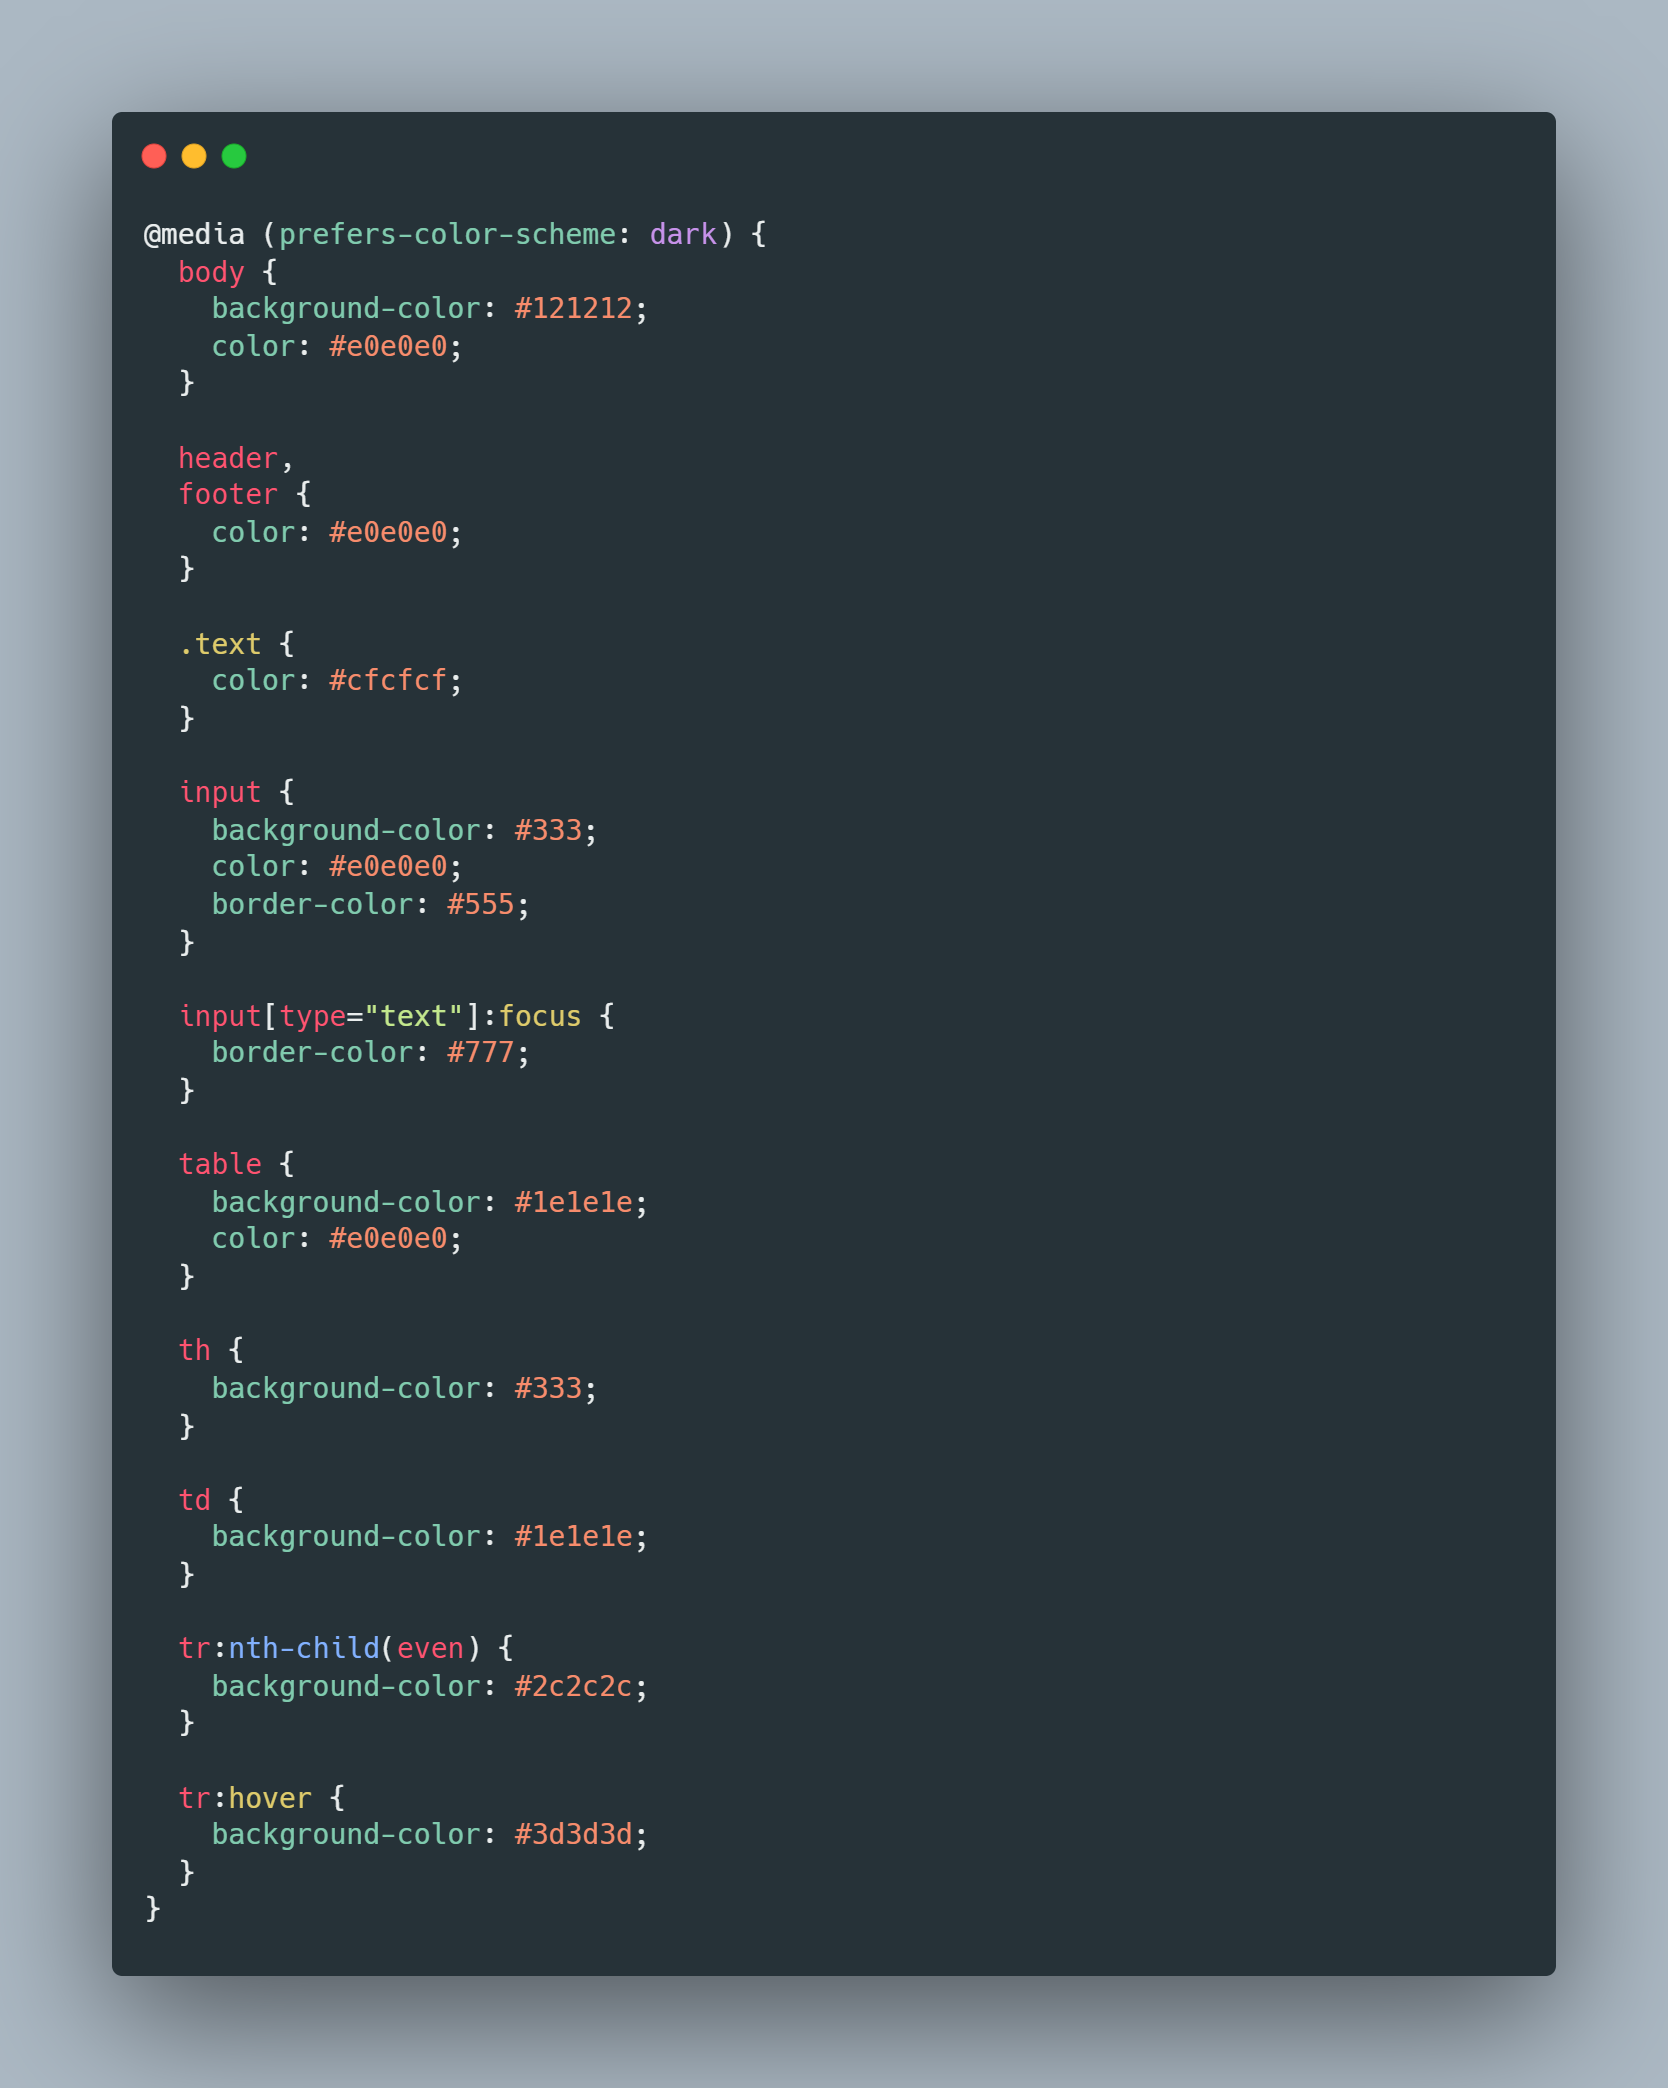 @media (prefers-color-scheme: dark) {
  body {
    background-color: #121212;
    color: #e0e0e0;
  }

  header,
  footer {
    color: #e0e0e0;
  }

  .text {
    color: #cfcfcf;
  }

  input {
    background-color: #333;
    color: #e0e0e0;
    border-color: #555;
  }

  input[type="text"]:focus {
    border-color: #777;
  }

  table {
    background-color: #1e1e1e;
    color: #e0e0e0;
  }

  th {
    background-color: #333;
  }

  td {
    background-color: #1e1e1e;
  }

  tr:nth-child(even) {
    background-color: #2c2c2c;
  }

  tr:hover {
    background-color: #3d3d3d;
  }
}